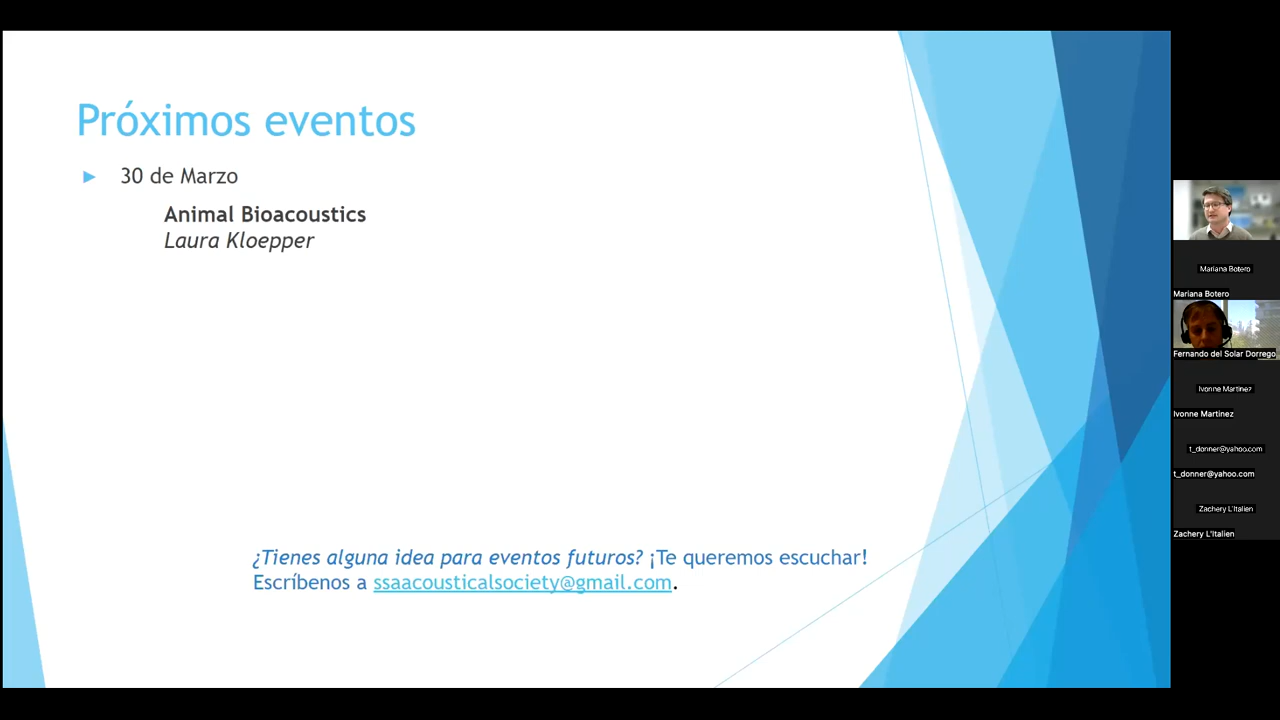 Próximos eventos
30 de Marzo
Animal Bioacoustics
Laura Kloepper
¿Tienes alguna idea para eventos futuros? ¡Te queremos escuchar!
Escríbenos a ssaacousticalsociety@gmail.com.
Mariana Botero
Mariana Botero
Fernando del Solar Dorrego
Ivonne Martinez
Ivonne Martinez
t_donner@yahoo.com
t_donner@yahoo.com
Zachery L'Italien
Zachery L'Italien